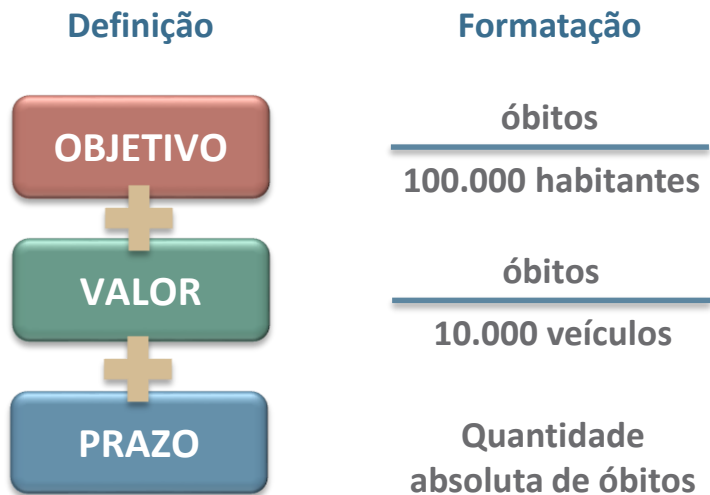 Definição
Formatação
OBJETIVO
óbitos
100.000 habitantes
VALOR
óbitos
10.000 veículos
PRAZO
Quantidade
absoluta de óbitos